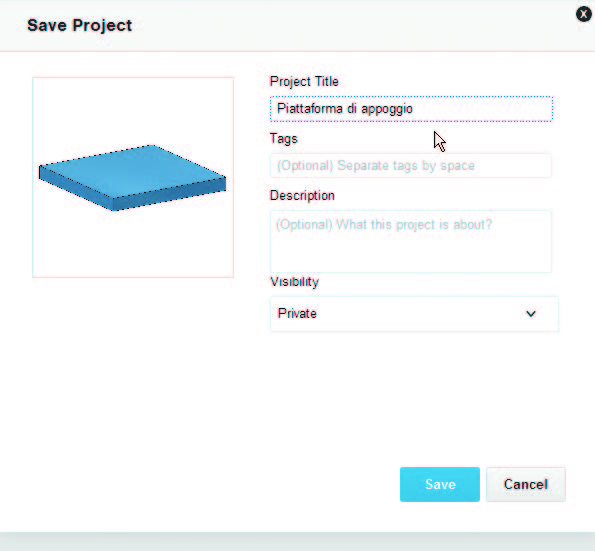 Save Project
X
Project Title
Piattaforma di appoggio
Tags
(Optional) Separate tags by space
Description
(Optional) What this project is about?
Visibility
Private
Save Cancel